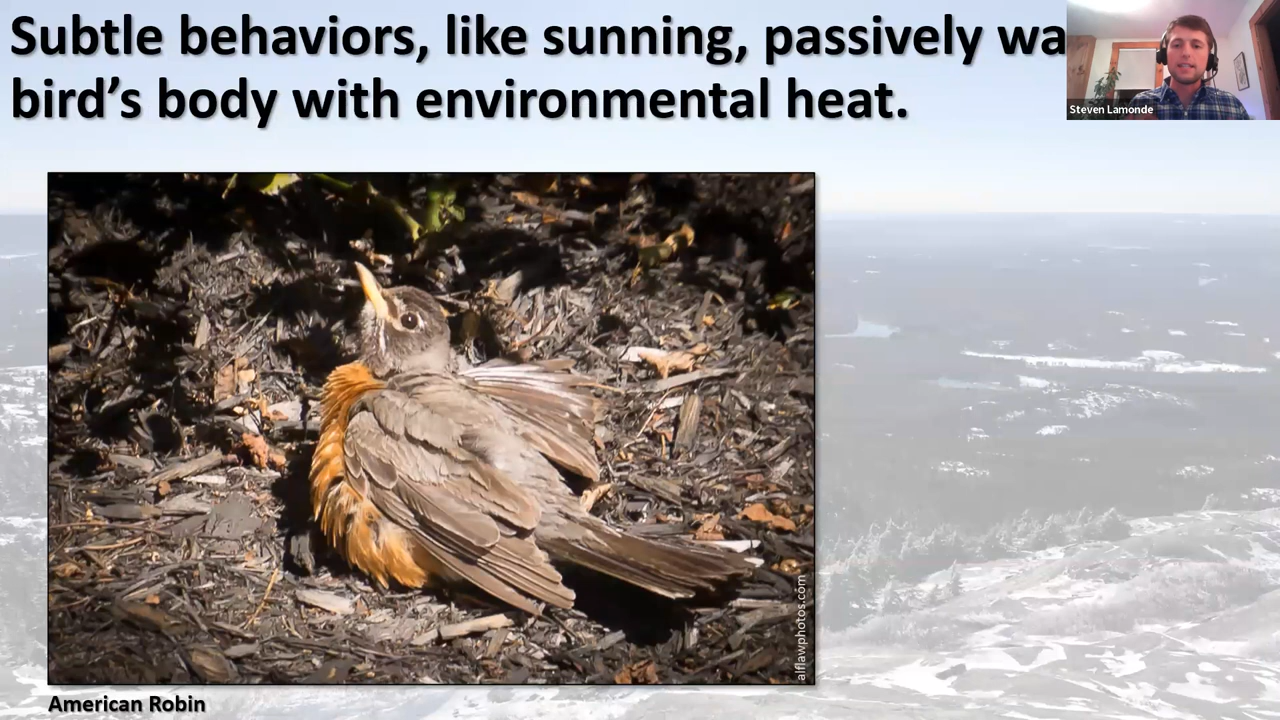 Subtle behaviors, like sunning, passively wa
bird's body with environmental heat.
Steven Lamonde
alflawphotos.com
American Robin